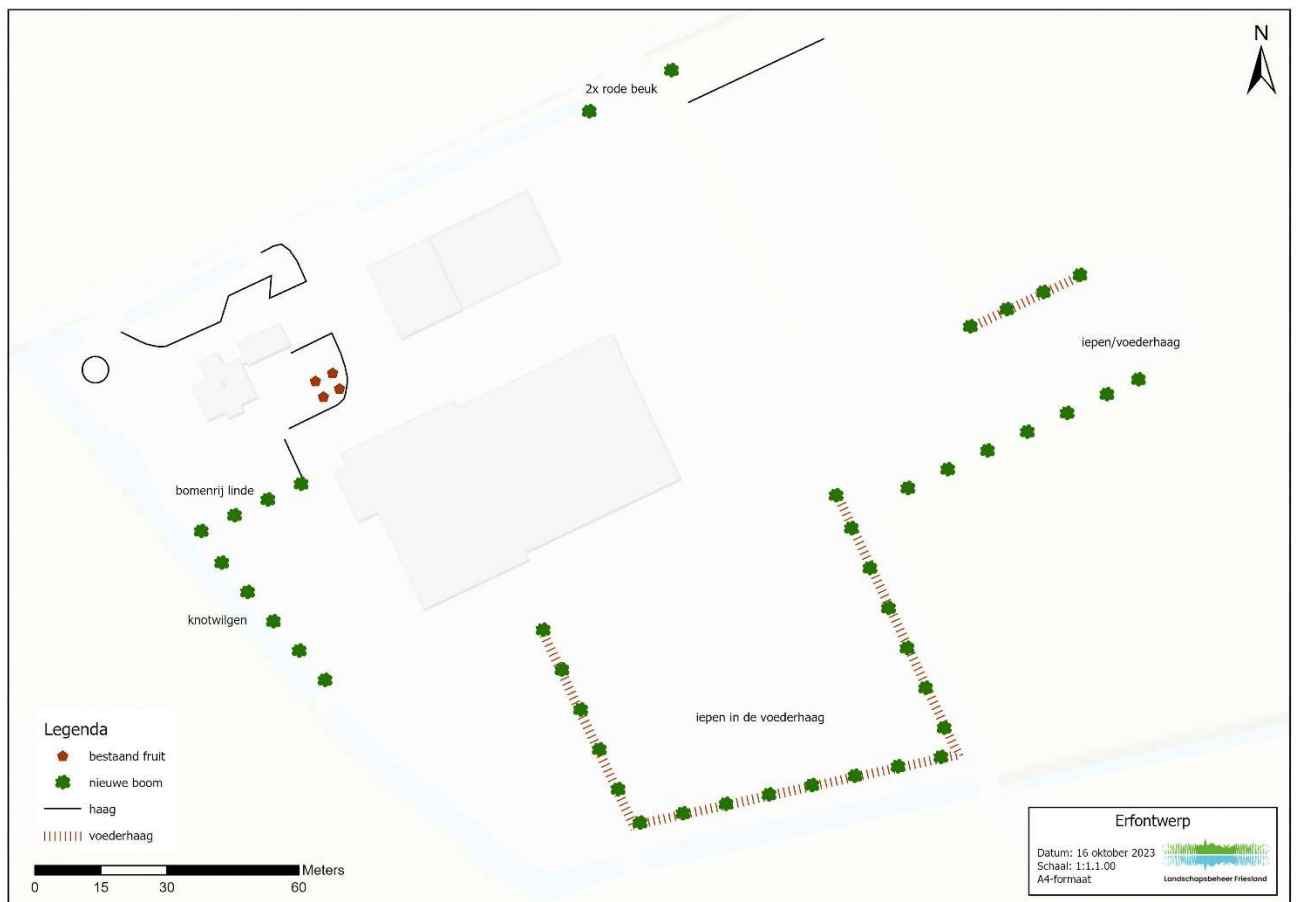 N
2x rode beuk
iepen/voederhaag
bomenrij linde
knotwilgen
iepen in de voederhaag
Legenda
bestaand fruit
nieuwe boom
haag
voederhaag
Meters
0 15 30 60
Erfontwerp
Datum: 16 oktober 2023
Schaal: 1:1.1.00
A4-formaat
Landschapsbeheer Friesland